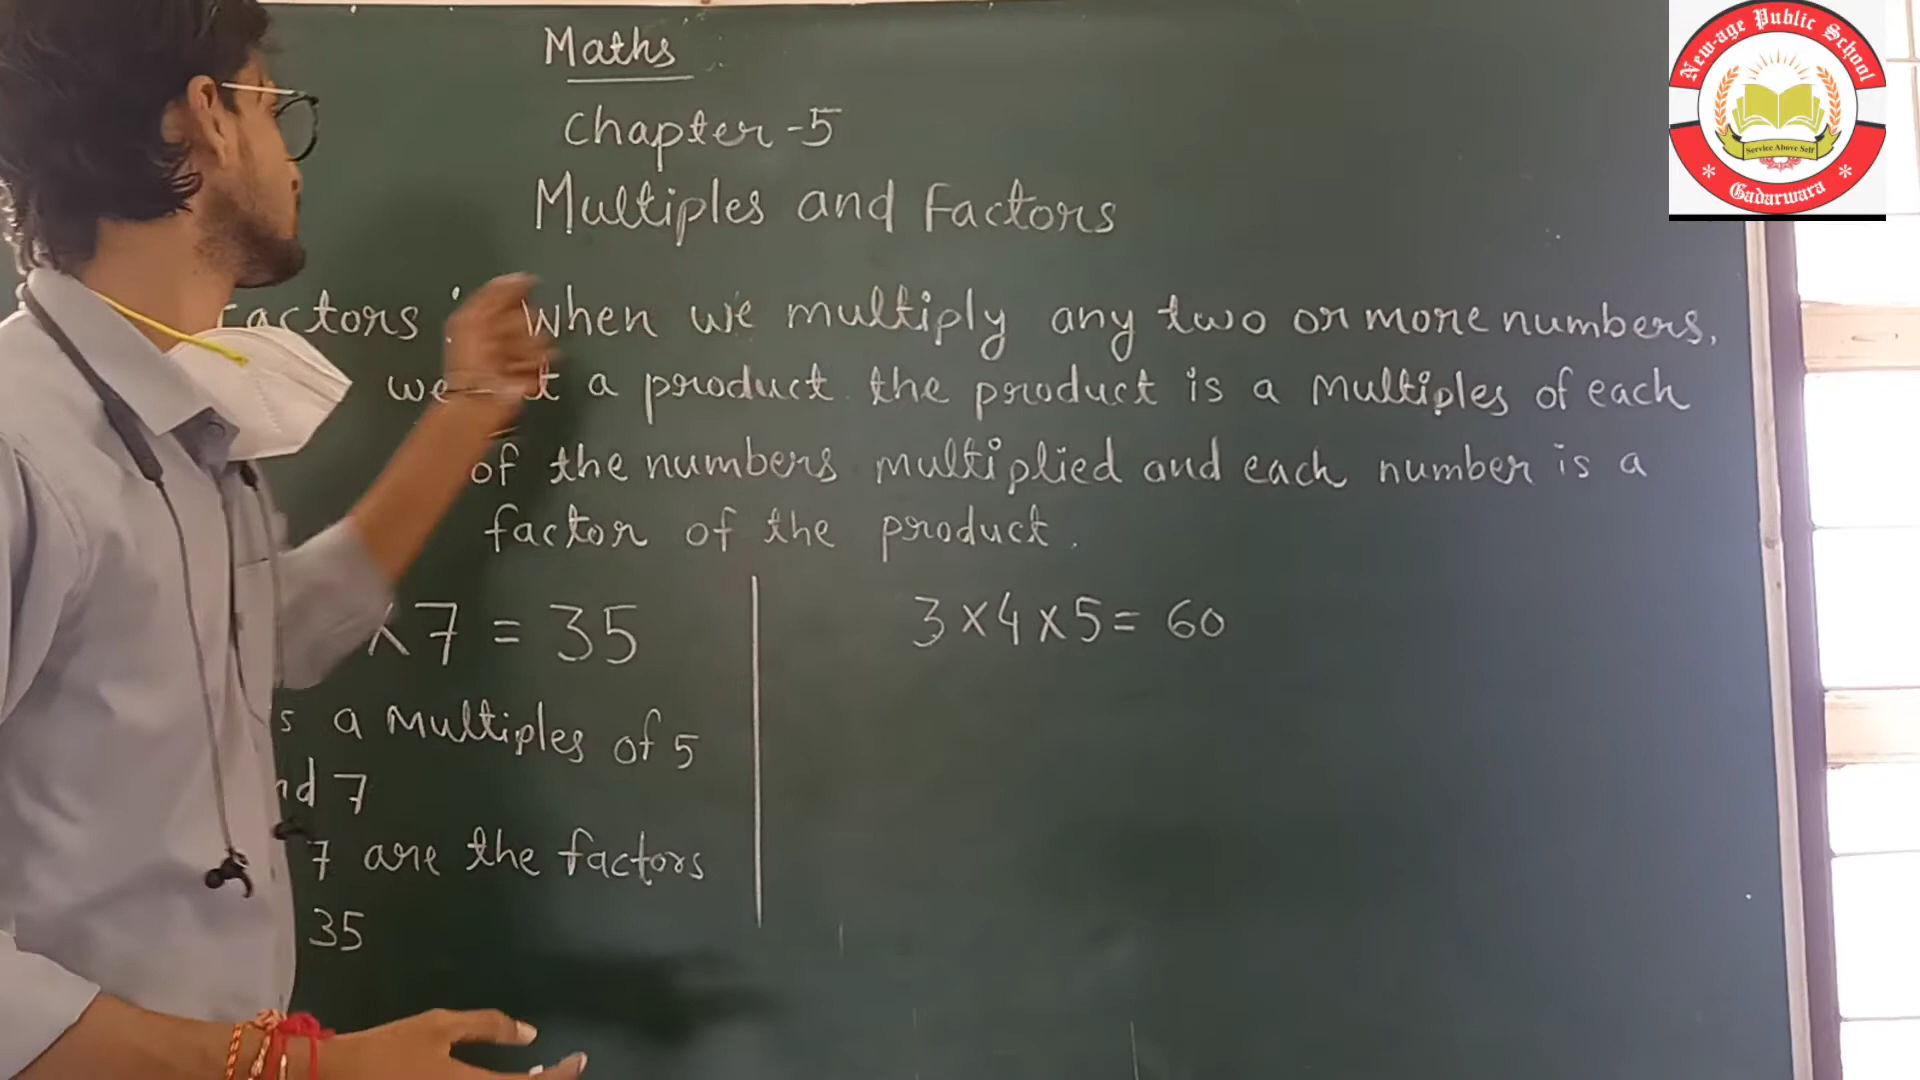 Maths
Chapter -5
Multiples and Factors
Factors : When we multiply any two or more numbers,
we a product. the product is a multiples of each
of the numbers multiplied and each number is a
factor of the product.
x 7 = 35
3 x 4 x 5 = 60
s a multiples of 5
nd 7
7 are the factors
35
New-age Public School
Service Above Self
* Gadarwara *